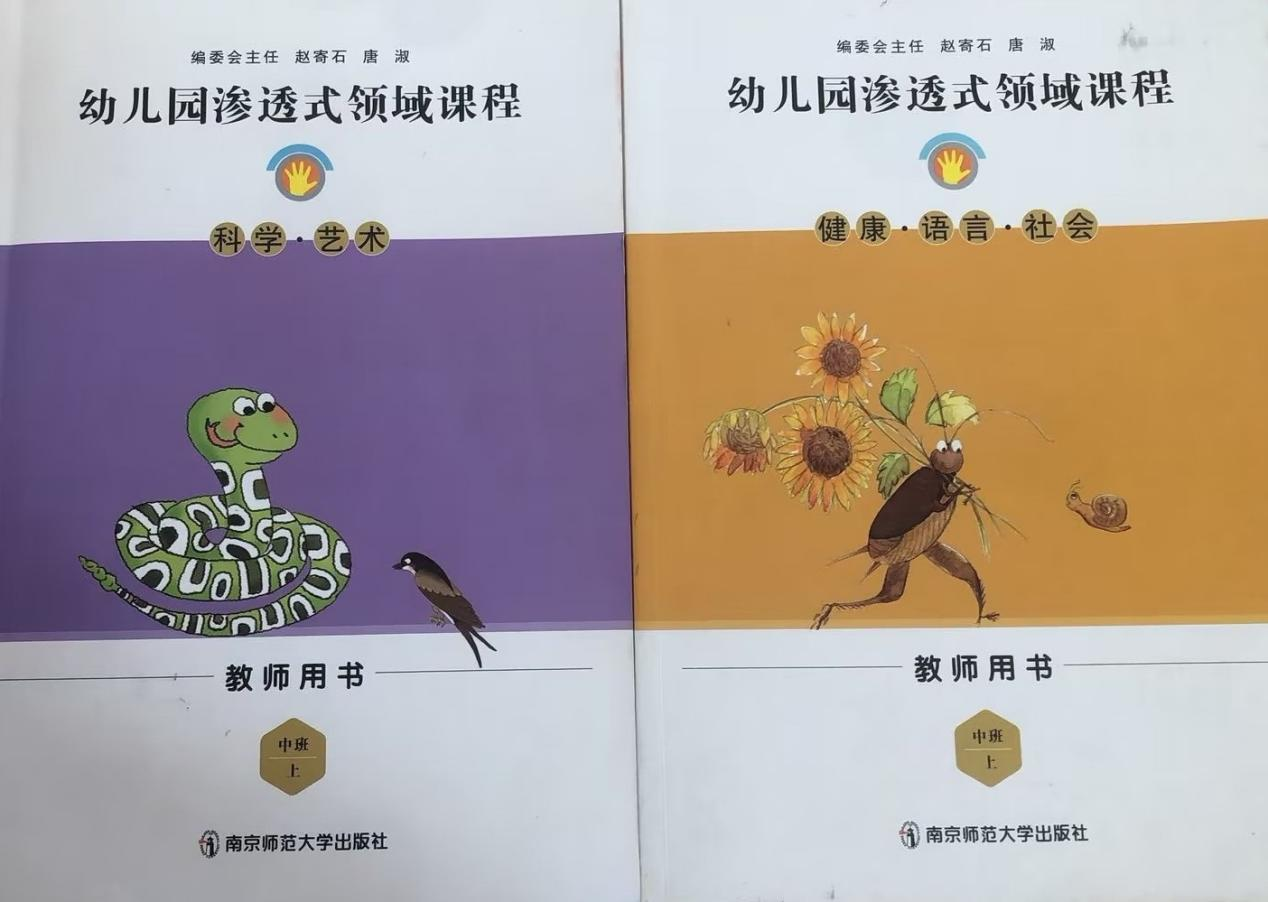 编委会主任 赵寄石 唐 淑
幼儿园渗透式领域课程
科学·艺术
教师用书
中班
上
南京师范大学出版社
编委会主任 赵寄石 唐 淑
幼儿园渗透式领域课程
健康·语言·社会
教师用书
中班
上
南京师范大学出版社